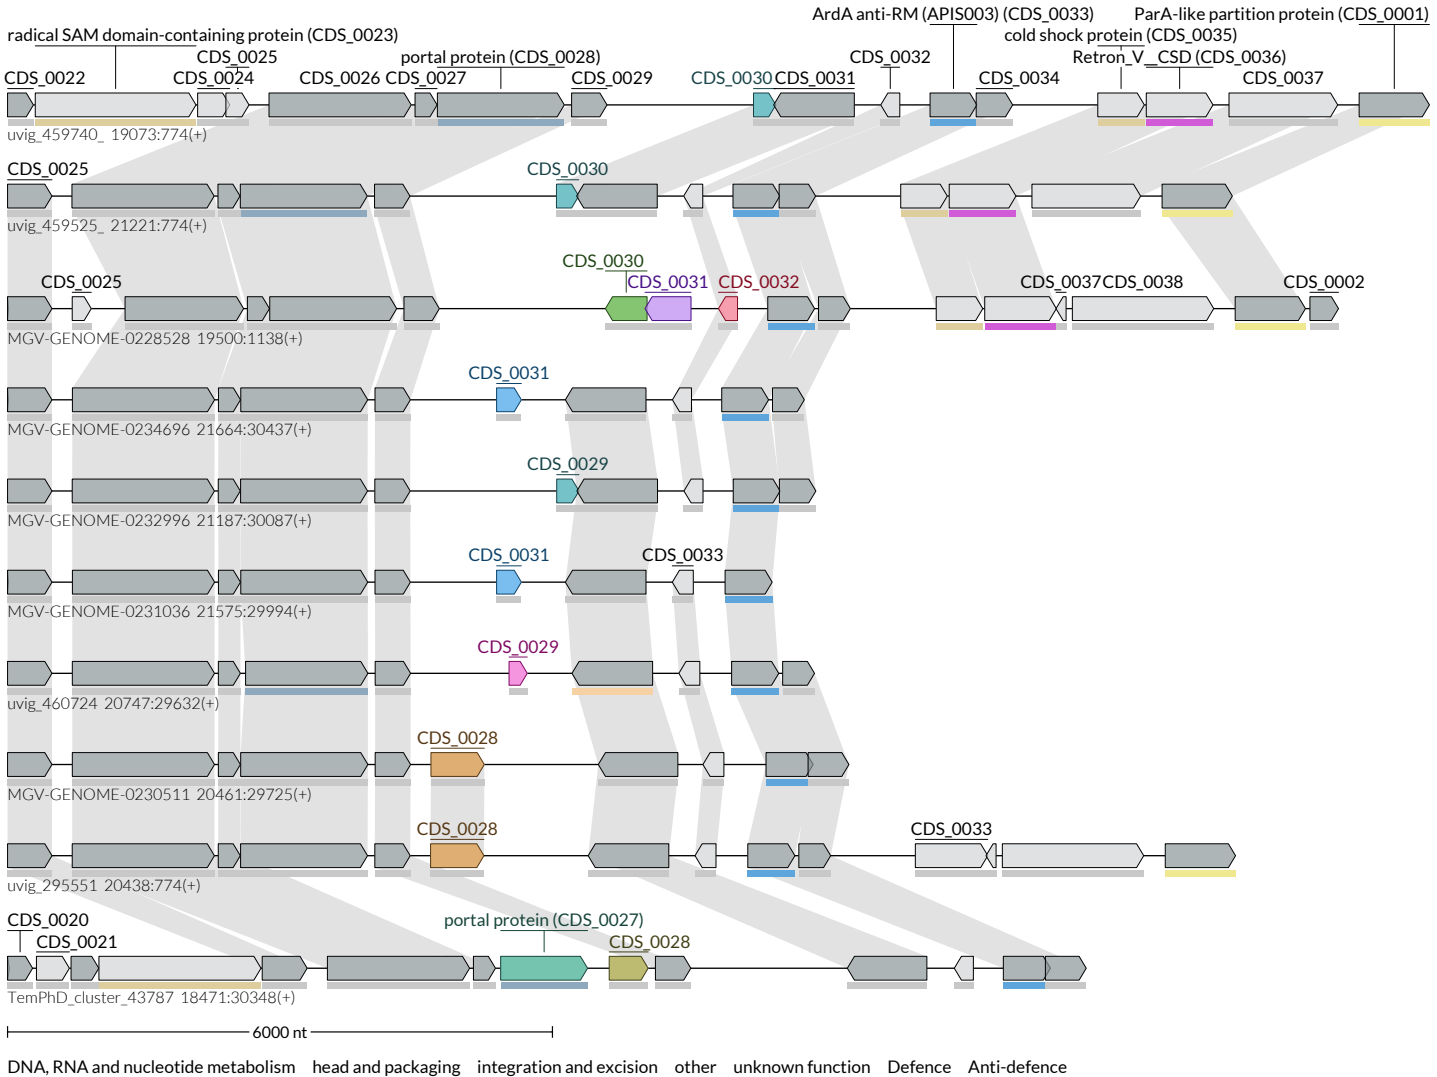 ArdA anti-RM (APIS003) (CDS_0033) ParA-like partition protein (CDS_0001)
radical SAM domain-containing protein (CDS_0023) cold shock protein (CDS_0035)
CDS_0025 portal protein (CDS_0028) CDS_0032 Retron_V__CSD (CDS_0036)
CDS_0022 CDS_0024 CDS_0026 CDS_0027 CDS_0029 CDS_0030 CDS_0031 CDS_0034 CDS_0037
uvig_459740_ 19073:774(+)
CDS_0025 CDS_0030
uvig_459525_ 21221:774(+)
CDS_0030
CDS_0025 CDS_0031 CDS_0032 CDS_0037 CDS_0038 CDS_0002
MGV-GENOME-0228528 19500:1138(+)
CDS_0031
MGV-GENOME-0234696 21664:30437(+)
CDS_0029
MGV-GENOME-0232996 21187:30087(+)
CDS_0031 CDS_0033
MGV-GENOME-0231036 21575:29994(+)
CDS_0029
uvig_460724 20747:29632(+)
CDS_0028
MGV-GENOME-0230511 20461:29725(+)
CDS_0028 CDS_0033
uvig_295551 20438:774(+)
CDS_0020 portal protein (CDS_0027)
CDS_0021 CDS_0028
TemPhD_cluster_43787 18471:30348(+)
6000 nt
DNA, RNA and nucleotide metabolism head and packaging integration and excision other unknown function Defence Anti-defence